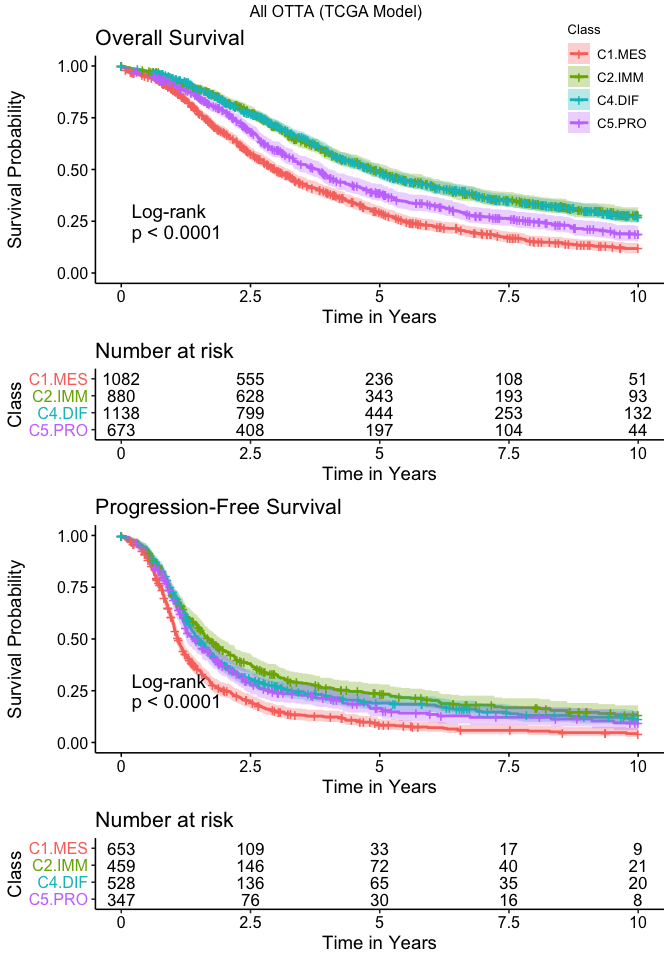 All OTTA (TCGA Model)
Overall Survival
Class
C1.MES
C2.IMM
C4.DIF
C5.PRO
Survival Probability
1.00
0.75
0.50
0.25
0.00
Log-rank
p < 0.0001
0 2.5 5 7.5 10
Time in Years
Number at risk
Class
C1.MES 1082 555 236 108 51
C2.IMM 880 628 343 193 93
C4.DIF 1138 799 444 253 132
C5.PRO 673 408 197 104 44
0 2.5 5 7.5 10
Time in Years
Progression-Free Survival
Survival Probability
1.00
0.75
0.50
0.25
0.00
Log-rank
p < 0.0001
0 2.5 5 7.5 10
Time in Years
Number at risk
Class
C1.MES 653 109 33 17 9
C2.IMM 459 146 72 40 21
C4.DIF 528 136 65 35 20
C5.PRO 347 76 30 16 8
0 2.5 5 7.5 10
Time in Years